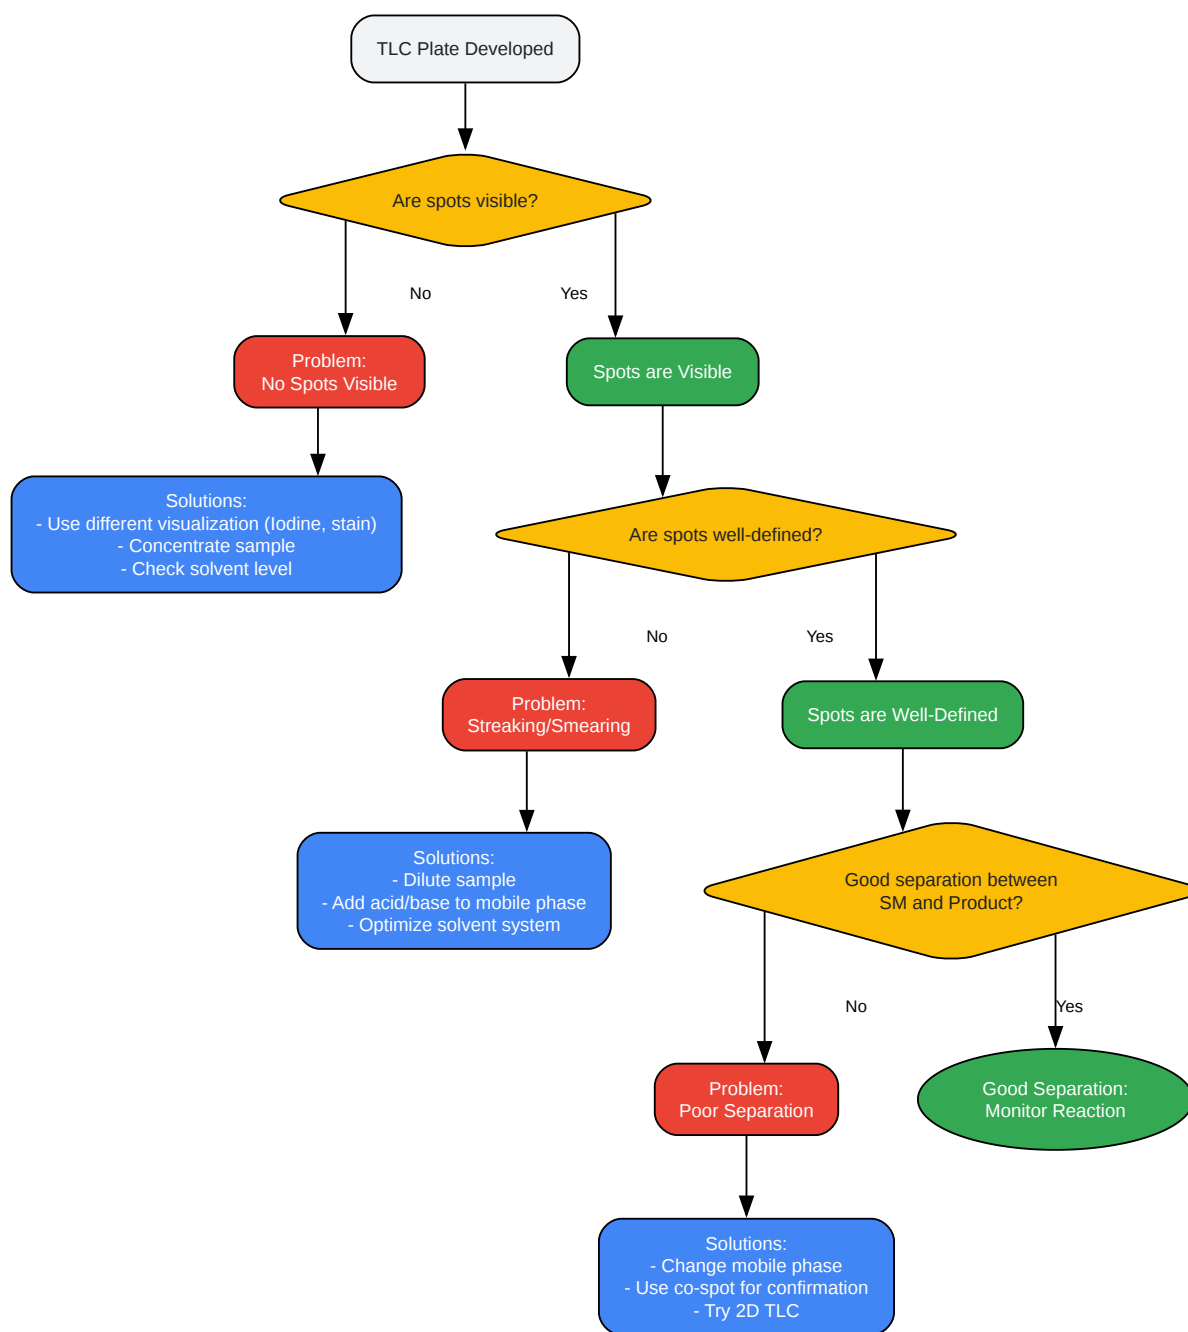 TLC Plate Developed
Are spots visible?
No
Yes
Problem:
No Spots Visible
Spots are Visible
Solutions:
- Use different visualization (Iodine, stain)
- Concentrate sample
- Check solvent level
Are spots well-defined?
No
Yes
Problem:
Streaking/Smearing
Spots are Well-Defined
Solutions:
- Dilute sample
- Add acid/base to mobile phase
- Optimize solvent system
Good separation between
SM and Product?
No
Yes
Problem:
Poor Separation
Good Separation:
Monitor Reaction
Solutions:
- Change mobile phase
- Use co-spot for confirmation
- Try 2D TLC